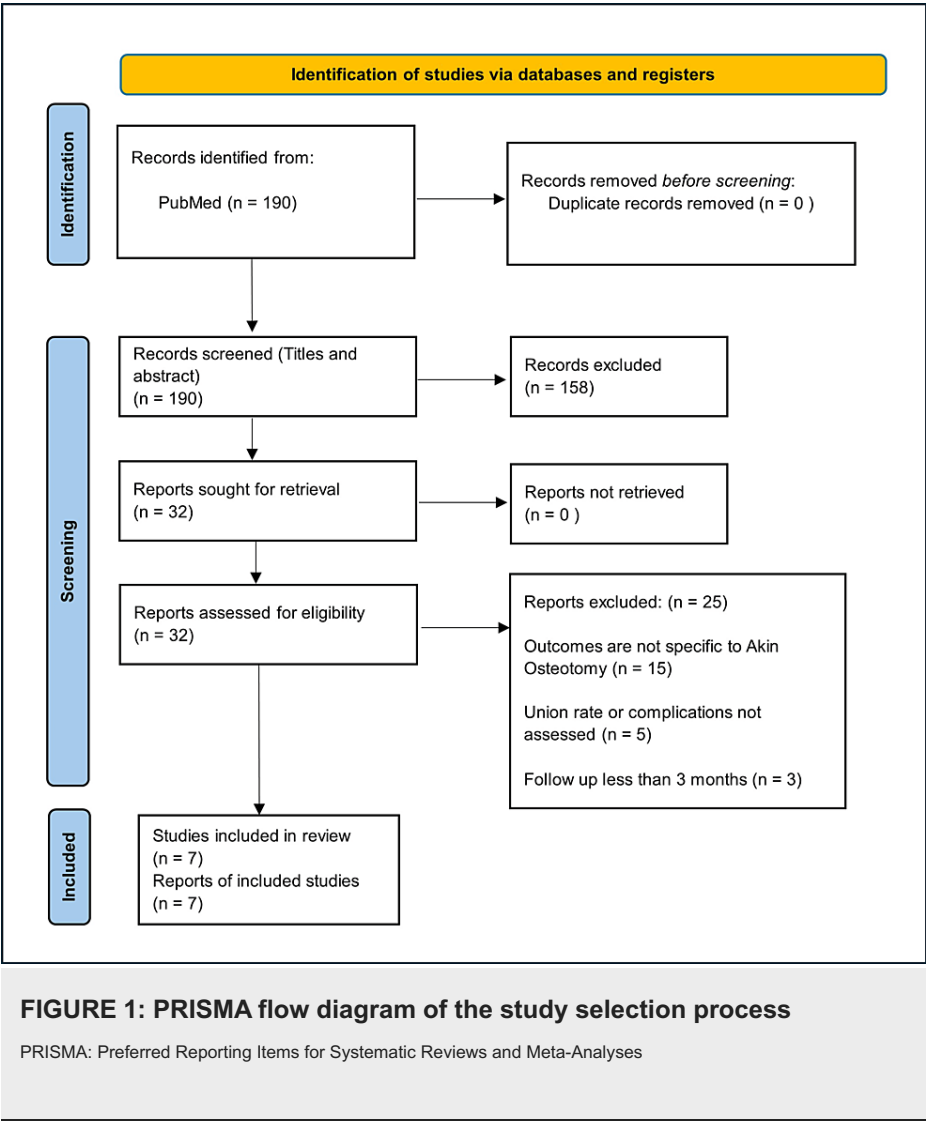 Identification of studies via databases and registers
Identification
Records identified from:
PubMed (n = 190)
Records removed before screening:
Duplicate records removed (n = 0 )
Screening
Records screened (Titles and
abstract)
(n = 190)
Records excluded
(n = 158)
Reports sought for retrieval
(n = 32)
Reports not retrieved
(n = 0 )
Reports assessed for eligibility
(n = 32)
Reports excluded: (n = 25)
Outcomes are not specific to Akin
Osteotomy (n = 15)
Union rate or complications not
assessed (n = 5)
Follow up less than 3 months (n = 3)
Included
Studies included in review
(n = 7)
Reports of included studies
(n = 7)
FIGURE 1: PRISMA flow diagram of the study selection process
PRISMA: Preferred Reporting Items for Systematic Reviews and Meta-Analyses